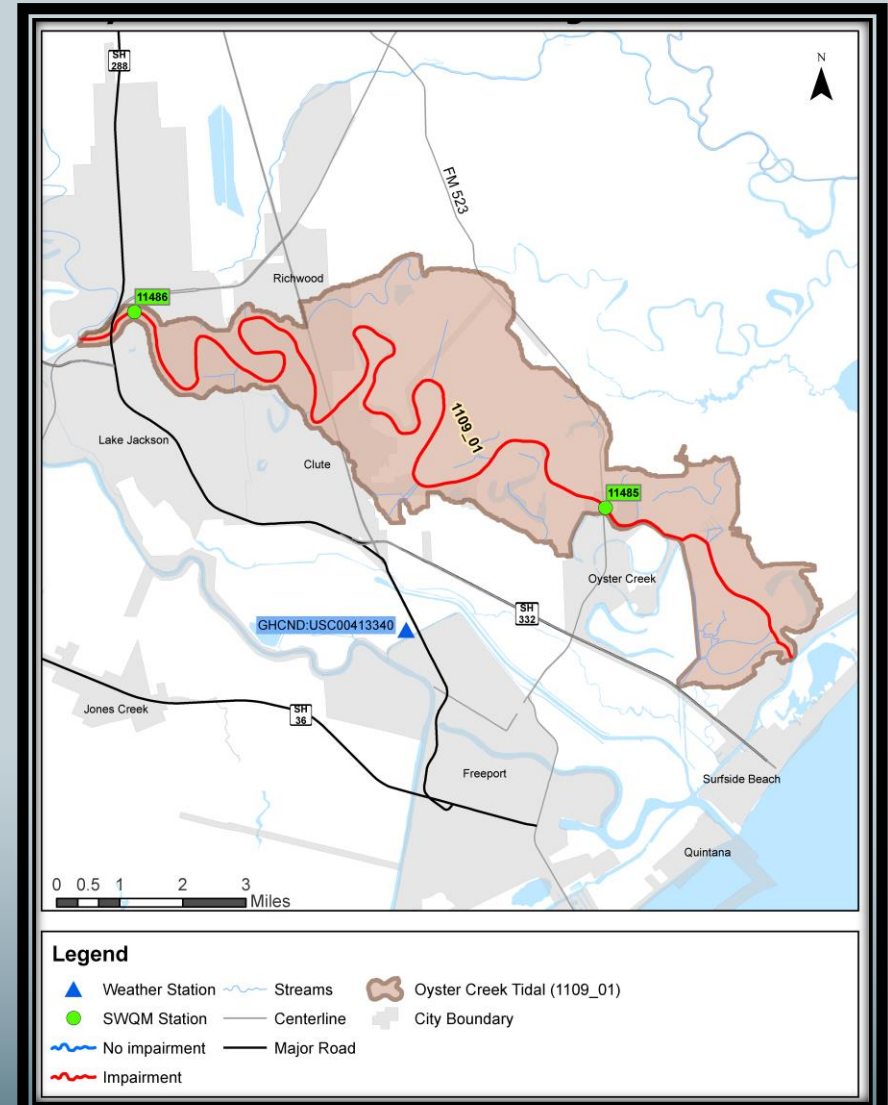 N
SH
288
FM 523
11486
Richwood
Lake Jackson
Clute
1109_01
11485
Oyster Creek
GHCND:USC00413340
SH
332
Jones Creek
SH
36
Freeport
Surfside Beach
Quintana
0 0.5 1 2 3
Miles
Legend
Weather Station Streams Oyster Creek Tidal (1109_01)
SWQM Station Centerline City Boundary
No impairment Major Road
Impairment